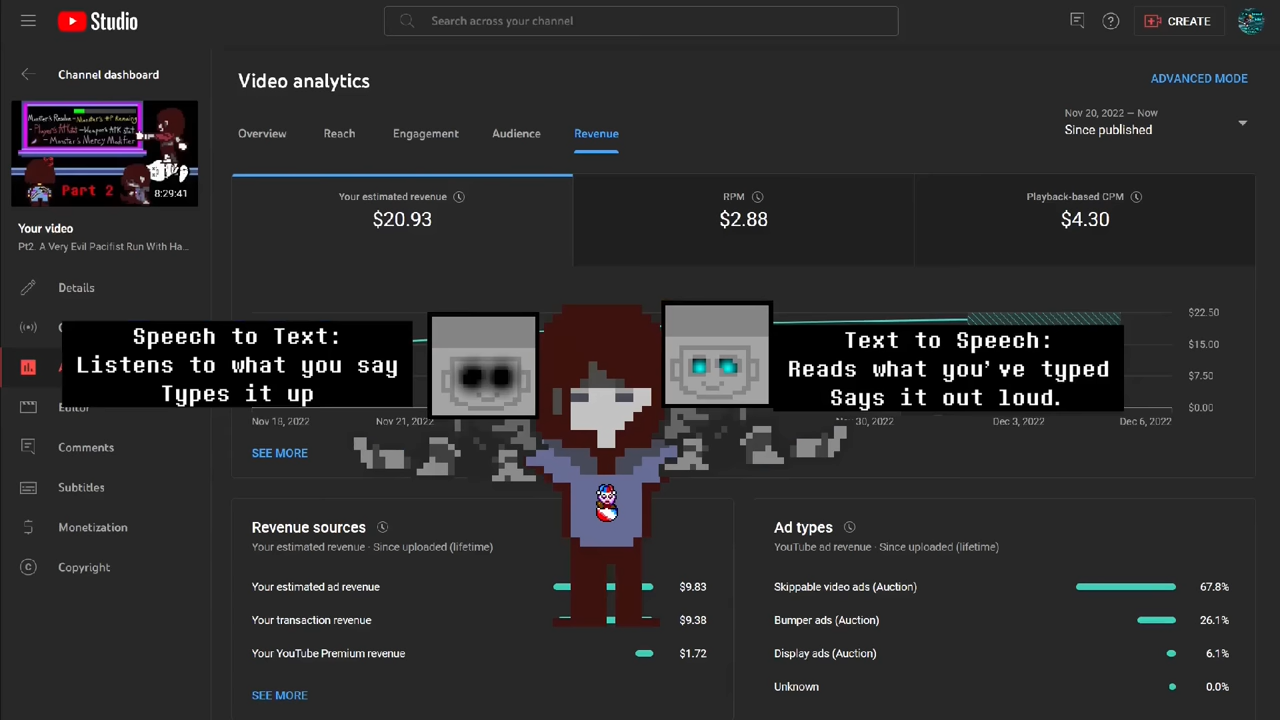 Studio
Search across your channel
CREATE
Channel dashboard
Video analytics
ADVANCED MODE
Nov 20, 2022 — Now
Since published
Overview
Reach
Engagement
Audience
Revenue
Monster's
Part 2
8:29:41
Your video
Pt2. A Very Evil Pacifist Run With Ha...
Details
Editor
Comments
Subtitles
Monetization
Copyright
Your estimated revenue
$20.93
RPM
$2.88
Playback-based CPM
$4.30
$22.50
$15.00
$7.50
$0.00
Speech to Text:
Listens to what you say
Types it up
Text to Speech:
Reads what you've typed
Says it out loud.
Nov 18, 2022
Nov 21, 2022
30, 2022
Dec 3, 2022
Dec 6, 2022
SEE MORE
Revenue sources
Your estimated revenue · Since uploaded (lifetime)
Your estimated ad revenue
$9.83
Your transaction revenue
$9.38
Your YouTube Premium revenue
$1.72
SEE MORE
Ad types
YouTube ad revenue · Since uploaded (lifetime)
Skippable video ads (Auction)
67.8%
Bumper ads (Auction)
26.1%
Display ads (Auction)
6.1%
Unknown
0.0%